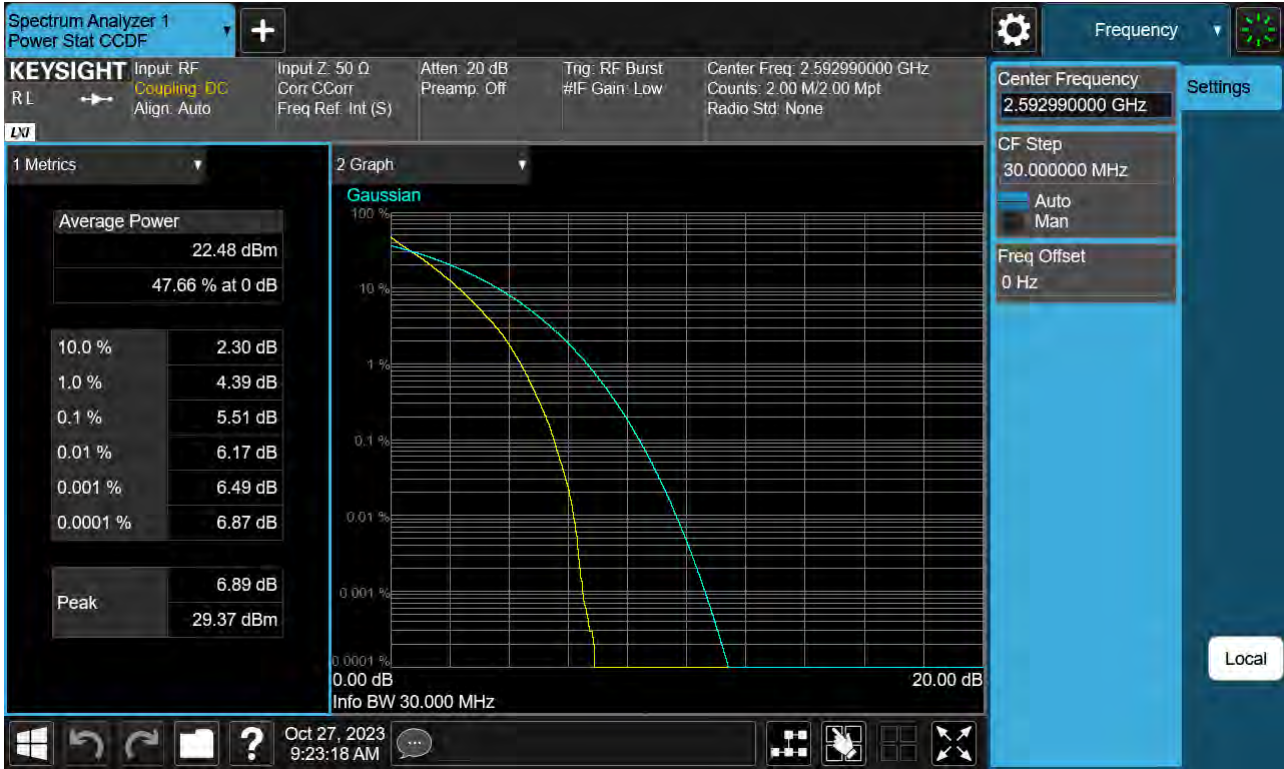 Spectrum Analyzer 1
Power Stat CCDF
Frequency
KEYSIGHT
R L
LXI
Input: RF
Coupling: DC
Align: Auto
Input Z: 50 Ω
Corr CCorr
Freq Ref: Int (S)
Atten: 20 dB
Preamp: Off
Trig: RF Burst
#IF Gain: Low
Center Freq: 2.592990000 GHz
Counts: 2.00 M/2.00 Mpt
Radio Std: None
Center Frequency
2.592990000 GHz
Settings
CF Step
30.000000 MHz
Auto
Man
Freq Offset
0 Hz
Local
1 Metrics
Average Power
22.48 dBm
47.66 % at 0 dB
10.0 % 2.30 dB
1.0 % 4.39 dB
0.1 % 5.51 dB
0.01 % 6.17 dB
0.001 % 6.49 dB
0.0001 % 6.87 dB
Peak
6.89 dB
29.37 dBm
2 Graph
Gaussian
100 %
10 %
1 %
0.1 %
0.01 %
0.001 %
0.0001 %
0.00 dB 20.00 dB
Info BW 30.000 MHz
?
Oct 27, 2023
9:23:18 AM